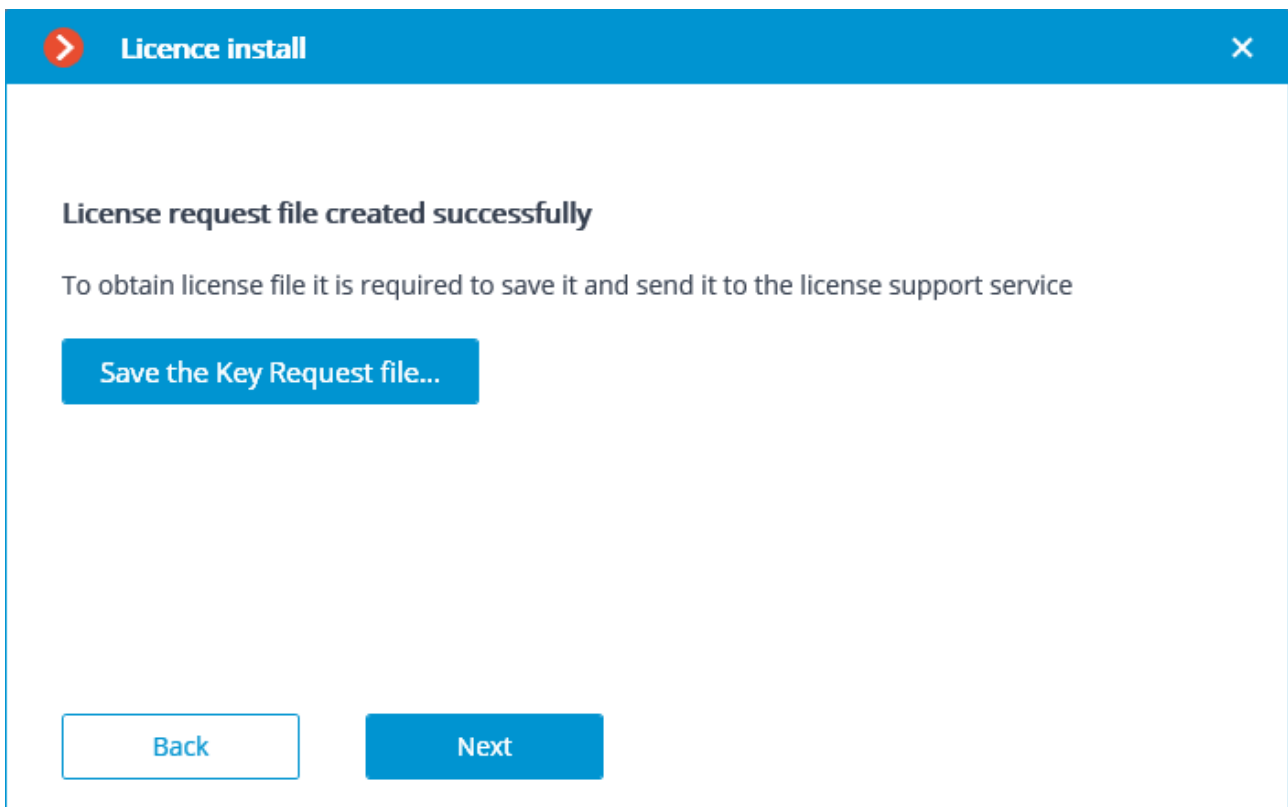 Licence install
License request file created successfully
To obtain license file it is required to save it and send it to the license support service
Save the Key Request file...
Back
Next